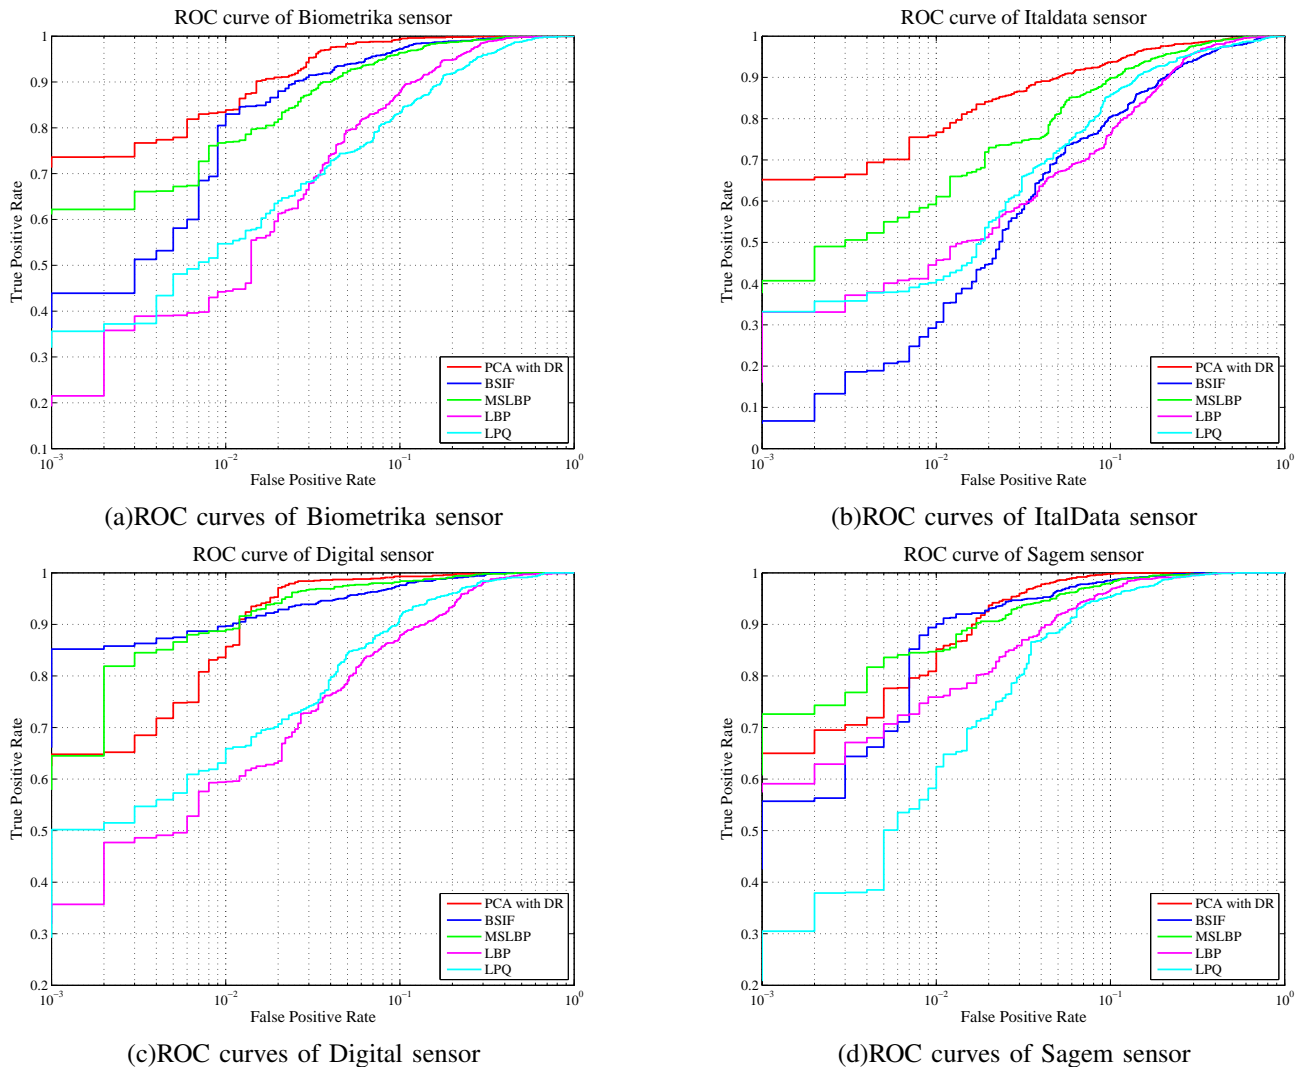 ROC curve of Biometrika sensor
1
0.9
0.8
0.7
0.6
0.5
0.4
0.3
0.2
0.1
True Positive Rate
PCA with DR
BSIF
MSLBP
LBP
LPQ
10⁻³ 10⁻² 10⁻¹ 10⁰
False Positive Rate
(a)ROC curves of Biometrika sensor
ROC curve of Italdata sensor
1
0.9
0.8
0.7
0.6
0.5
0.4
0.3
0.2
0.1
0
True Positive Rate
PCA with DR
BSIF
MSLBP
LBP
LPQ
10⁻³ 10⁻² 10⁻¹ 10⁰
False Positive Rate
(b)ROC curves of ItalData sensor
ROC curve of Digital sensor
1
0.9
0.8
0.7
0.6
0.5
0.4
0.3
0.2
True Positive Rate
PCA with DR
BSIF
MSLBP
LBP
LPQ
10⁻³ 10⁻² 10⁻¹ 10⁰
False Positive Rate
(c)ROC curves of Digital sensor
ROC curve of Sagem sensor
1
0.9
0.8
0.7
0.6
0.5
0.4
0.3
0.2
True Positive Rate
PCA with DR
BSIF
MSLBP
LBP
LPQ
10⁻³ 10⁻² 10⁻¹ 10⁰
False Positive Rate
(d)ROC curves of Sagem sensor